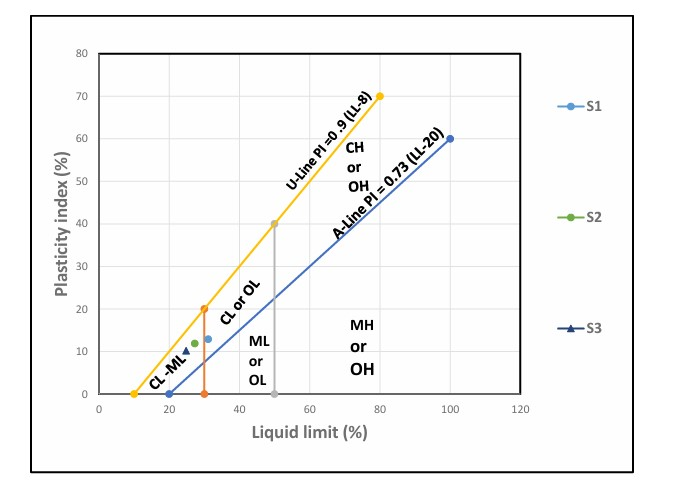 80
70
60
50
40
30
20
10
0
0 20 40 60 80 100 120
Plasticity index (%)
Liquid limit (%)
U-Line PI =0 .9 (LL-8)
A-Line PI = 0.73 (LL-20)
CH
or
OH
CL or OL
CL -ML
ML
or
OL
MH
or
OH
S1
S2
S3